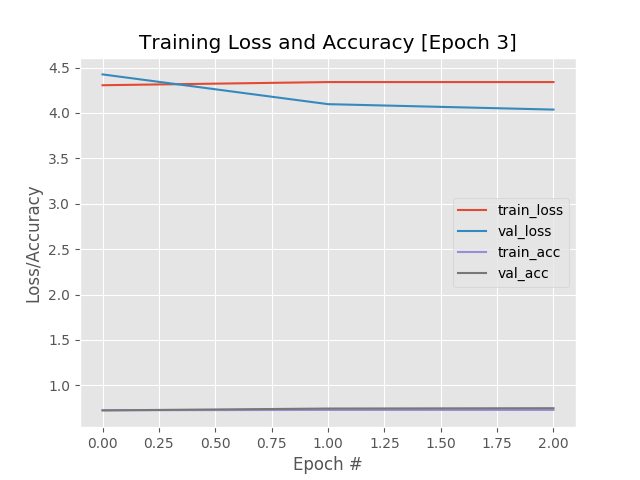 Training Loss and Accuracy [Epoch 3]
4.5
4.0
3.5
3.0
2.5
2.0
1.5
1.0
Loss/Accuracy
train_loss
val_loss
train_acc
val_acc
0.00 0.25 0.50 0.75 1.00 1.25 1.50 1.75 2.00
Epoch #